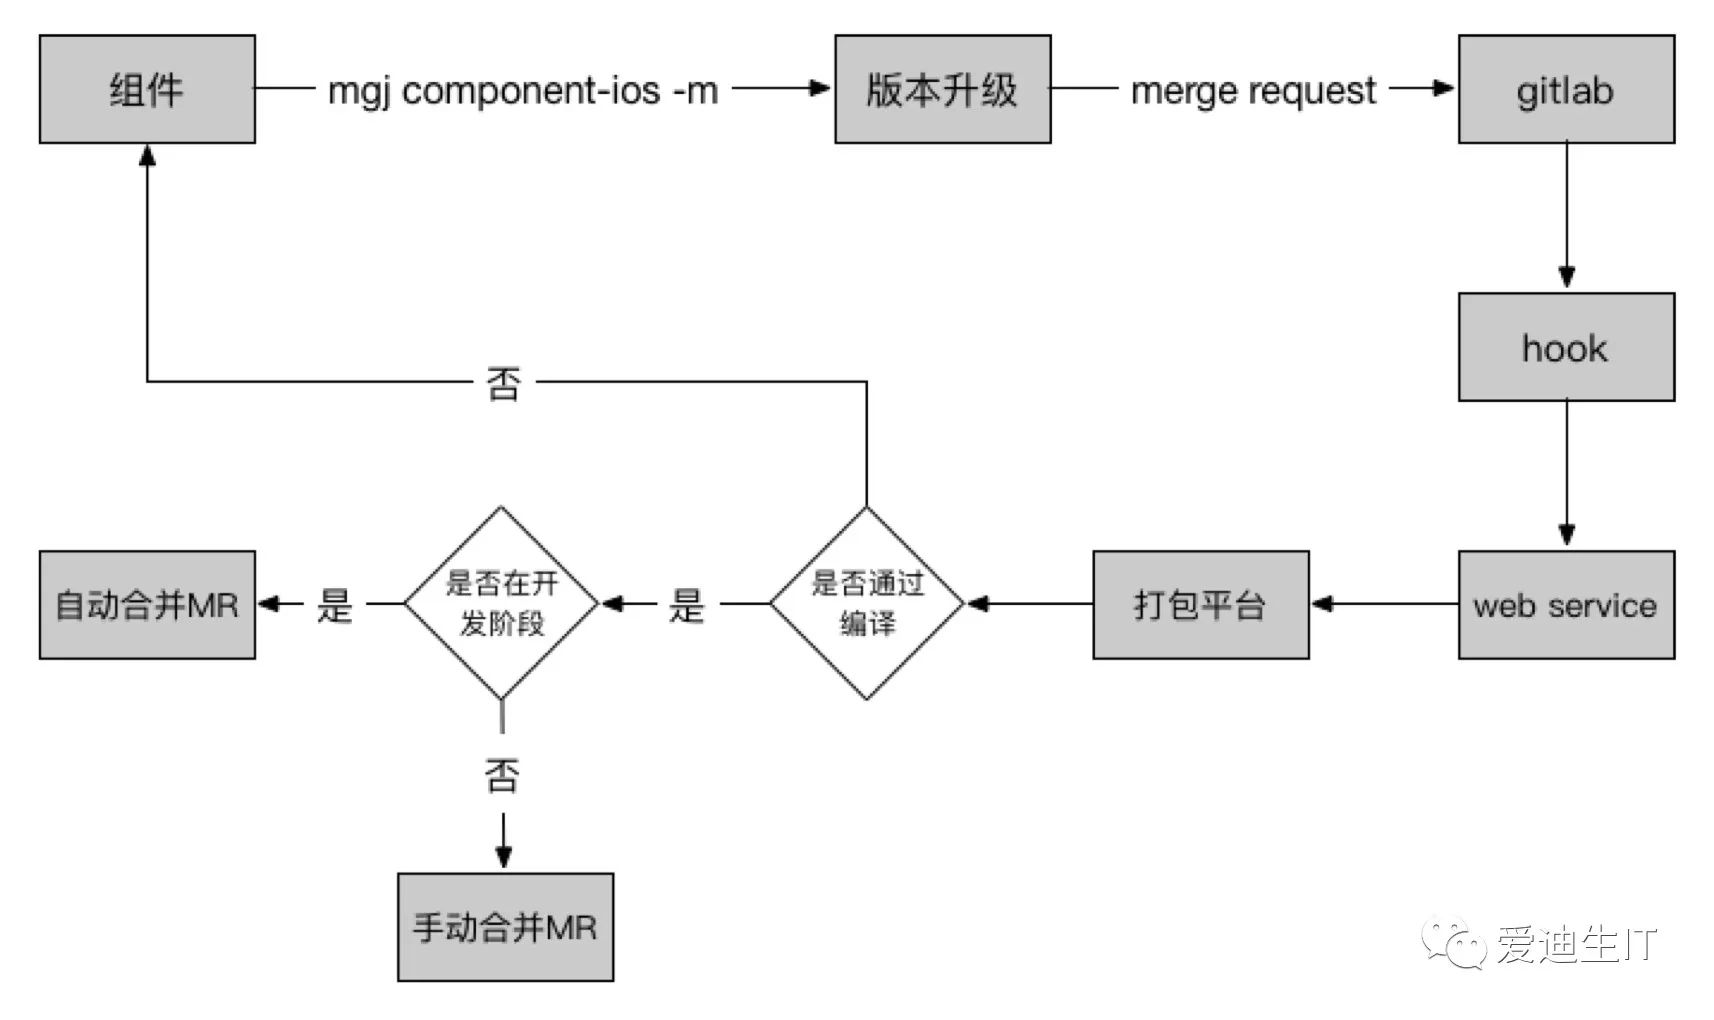 组件
mgj component-ios -m
版本升级
merge request
gitlab
hook
否
自动合并MR
是
是否在开
发阶段
是
是否通过
编译
打包平台
web service
否
手动合并MR
爱迪生IT